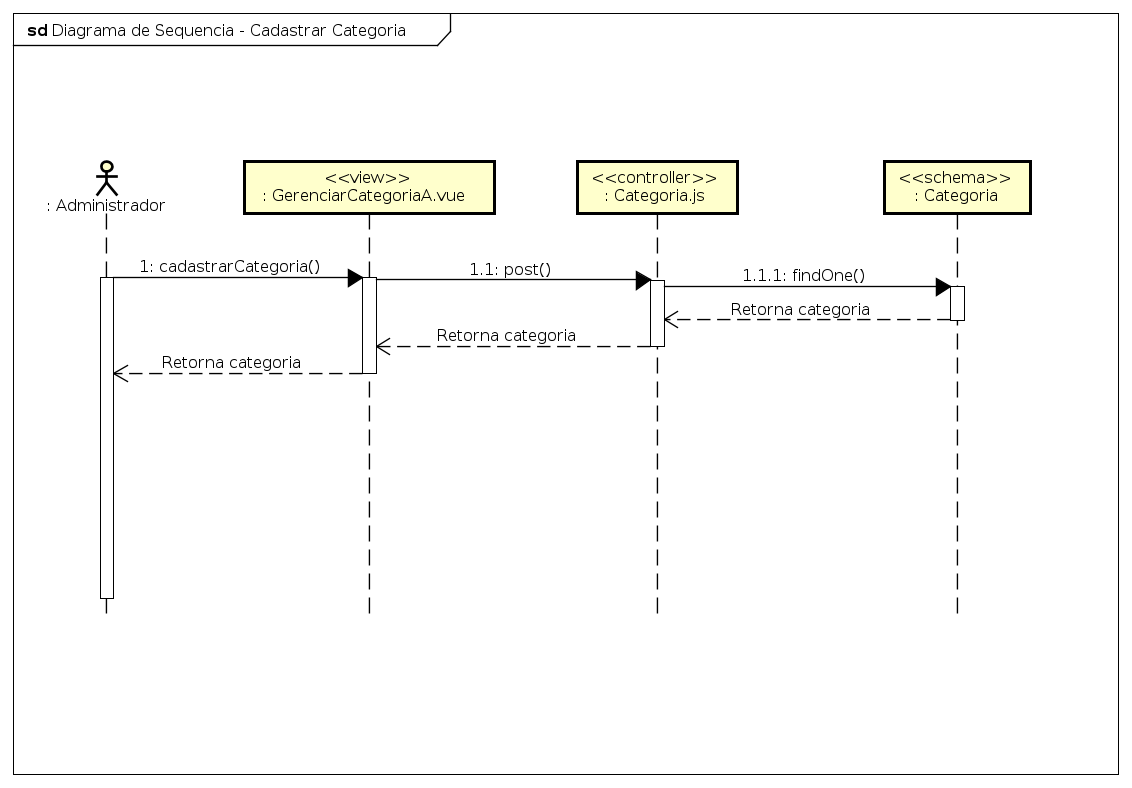 sd Diagrama de Sequencia - Cadastrar Categoria
: Administrador
<<view>>
: GerenciarCategoriaA.vue
<<controller>>
: Categoria.js
<<schema>>
: Categoria
1: cadastrarCategoria()
1.1: post()
1.1.1: findOne()
Retorna categoria
Retorna categoria
Retorna categoria